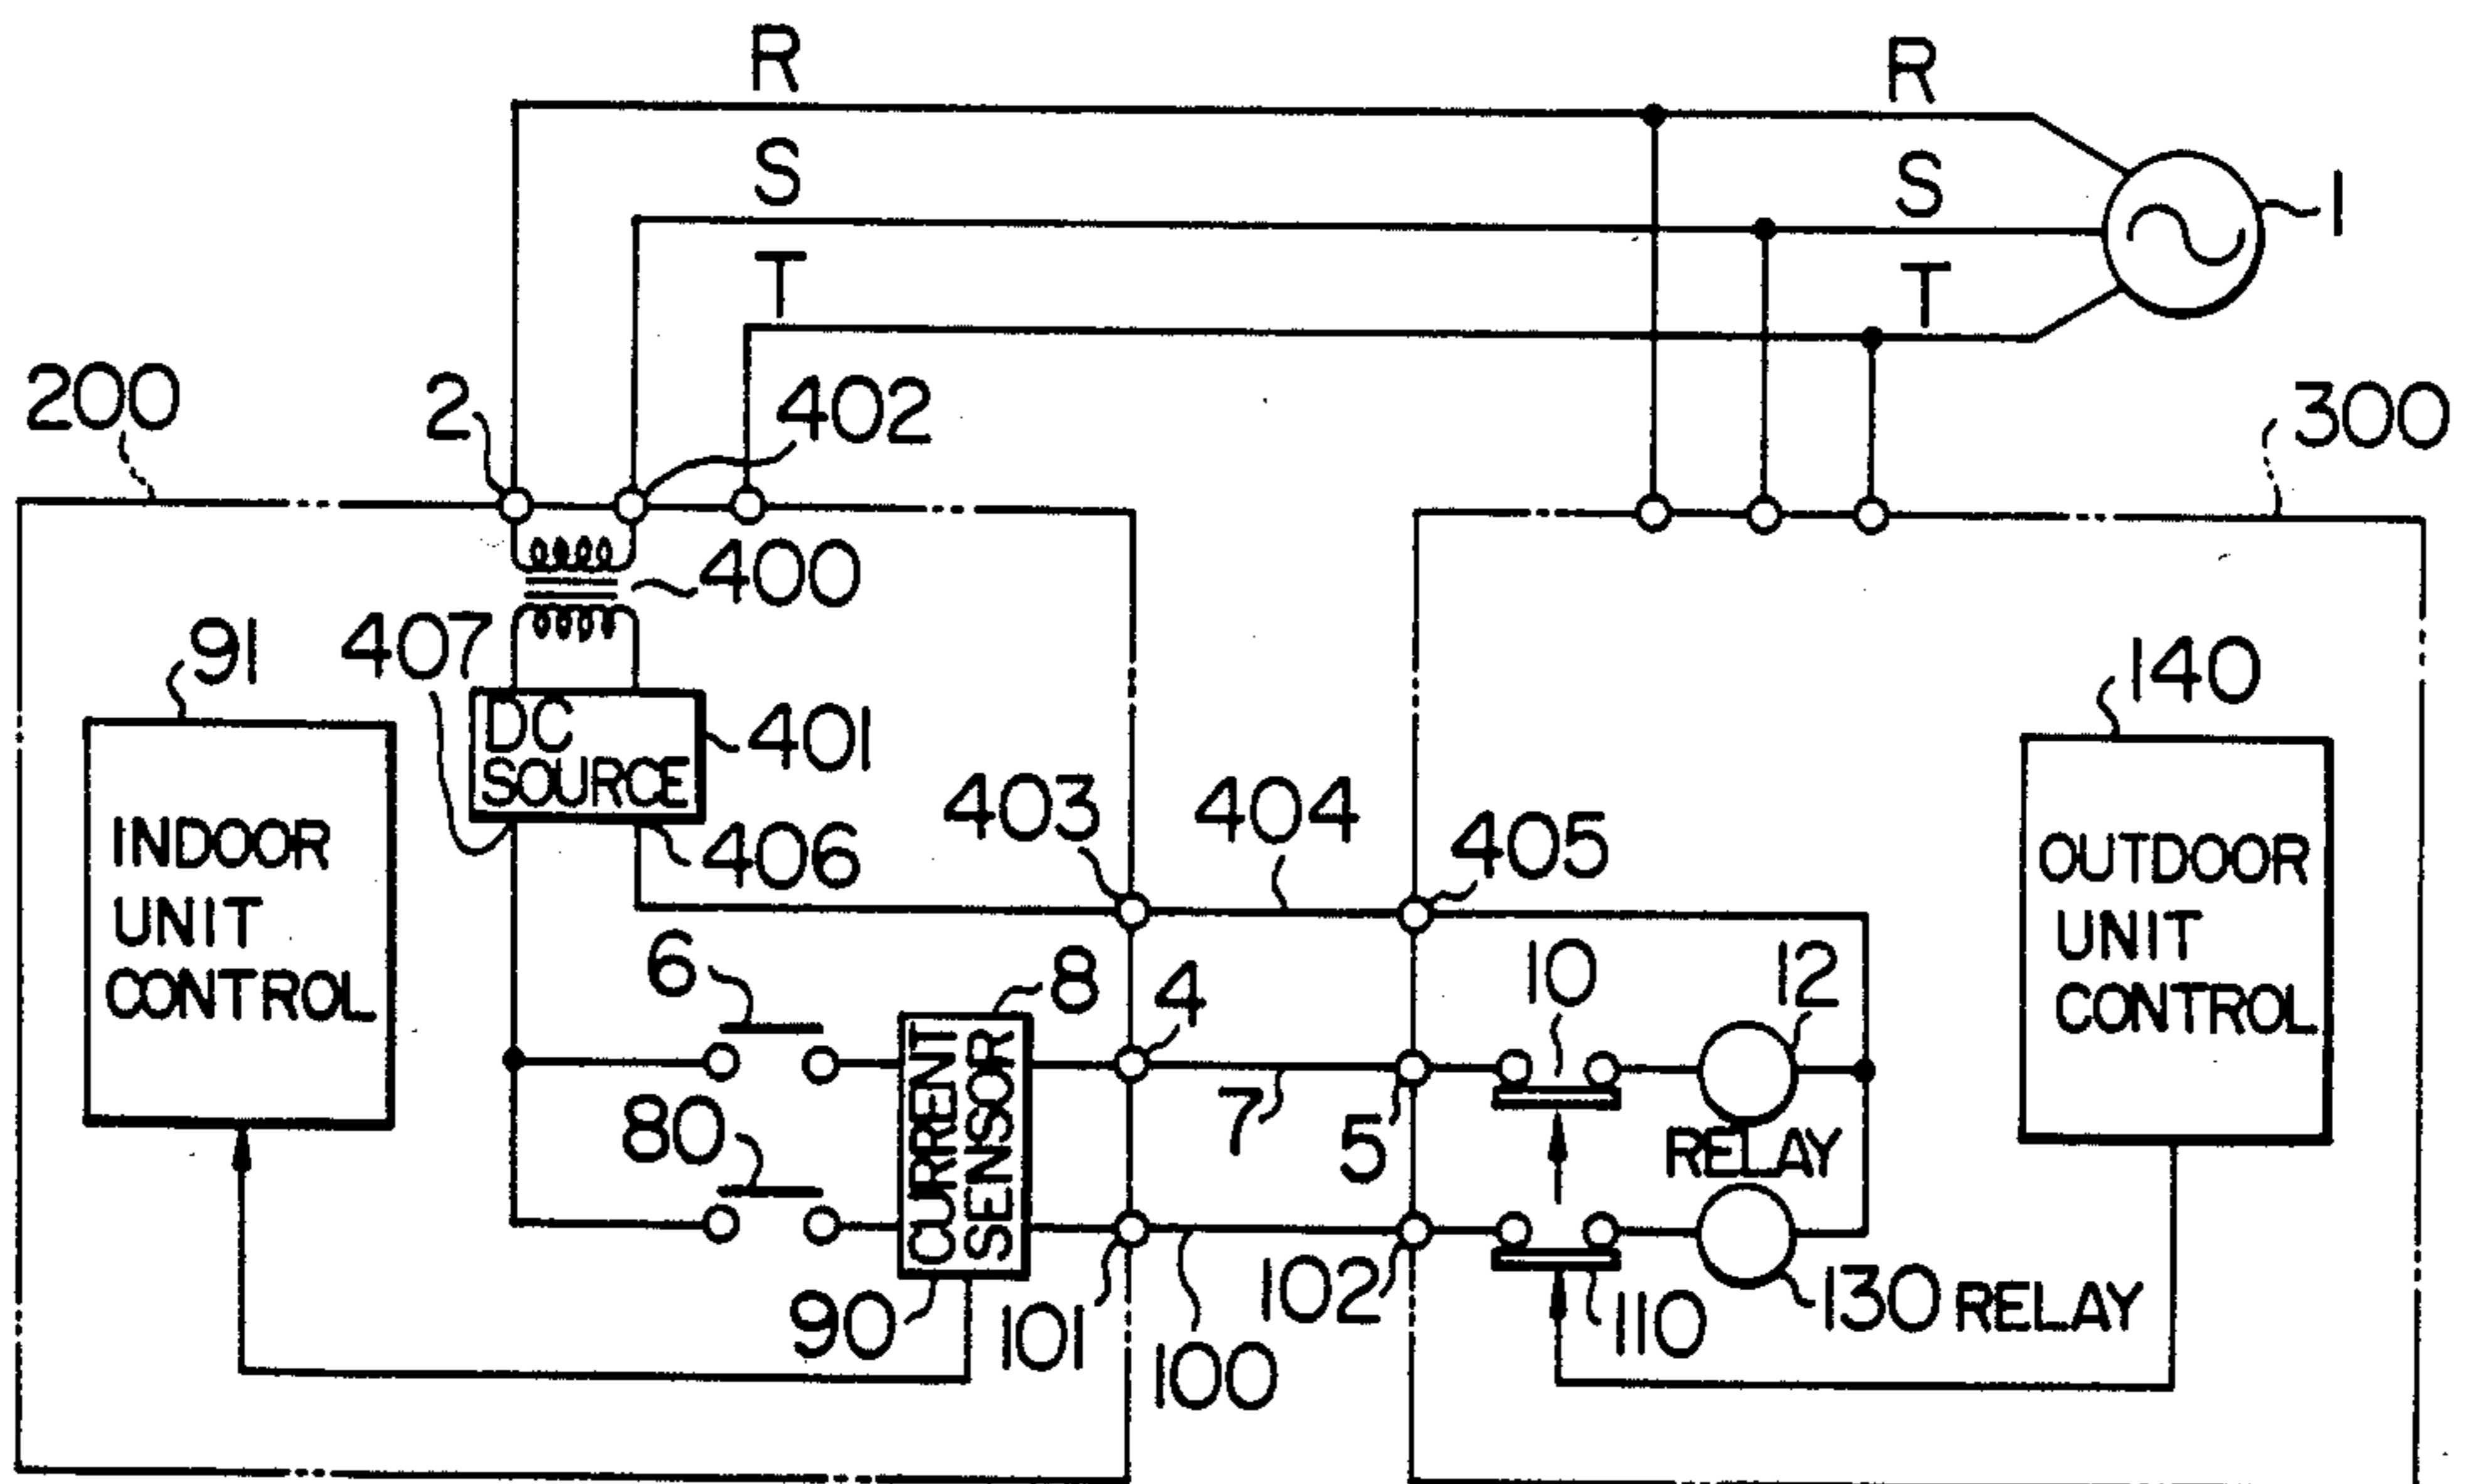 R
R
S
S
T
T
1
200
2
402
300
400
407
91
140
DC
SOURCE
401
403
404
405
406
INDOOR
UNIT
CONTROL
OUTDOOR
UNIT
CONTROL
6
8
4
10
12
CURRENT
SENSOR
7
5
80
RELAY
90
101
100
102
110
130 RELAY